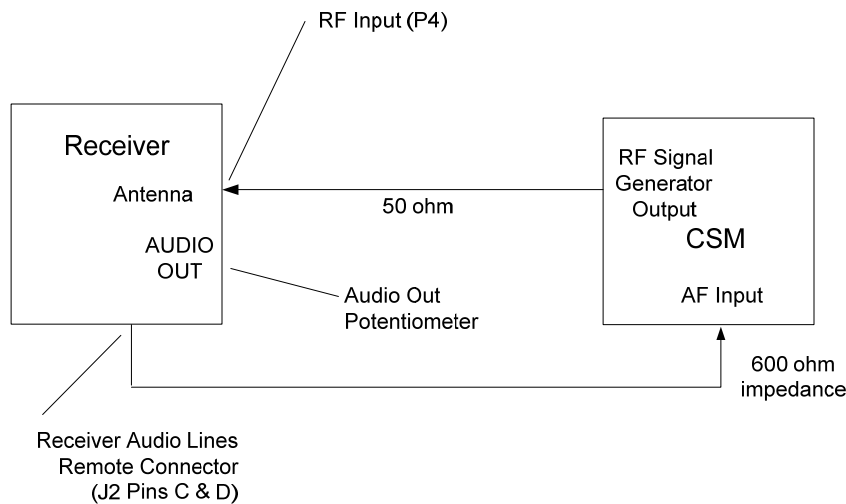 RF Input (P4)
Receiver
Antenna
AUDIO
OUT
50 ohm
RF Signal
Generator
Output
CSM
AF Input
Audio Out
Potentiometer
600 ohm
impedance
Receiver Audio Lines
Remote Connector
(J2 Pins C & D)